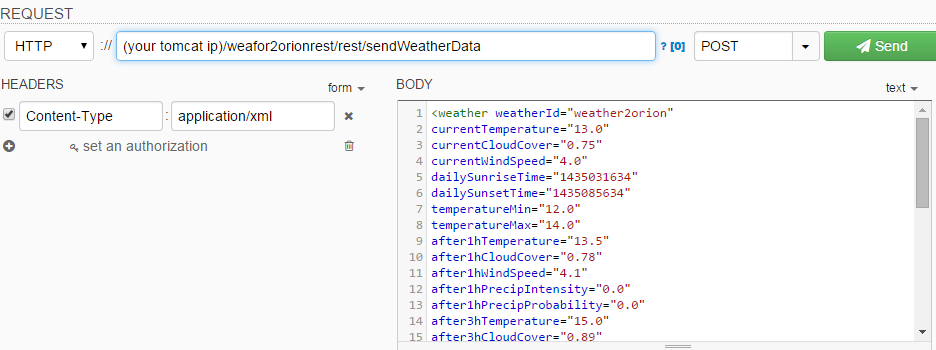 REQUEST
HTTP :// (your tomcat ip)/weafor2orionrest/rest/sendWeatherData ? [0] POST Send
HEADERS form
Content-Type : application/xml
set an authorization
BODY text
1 <weather weatherId="weather2orion"
2 currentTemperature="13.0"
3 currentCloudCover="0.75"
4 currentWindSpeed="4.0"
5 dailySunriseTime="1435031634"
6 dailySunsetTime="1435085634"
7 temperatureMin="12.0"
8 temperatureMax="14.0"
9 after1hTemperature="13.5"
10 after1hCloudCover="0.78"
11 after1hWindSpeed="4.1"
12 after1hPrecipIntensity="0.0"
13 after1hPrecipProbability="0.0"
14 after3hTemperature="15.0"
15 after3hCloudCover="0.89"